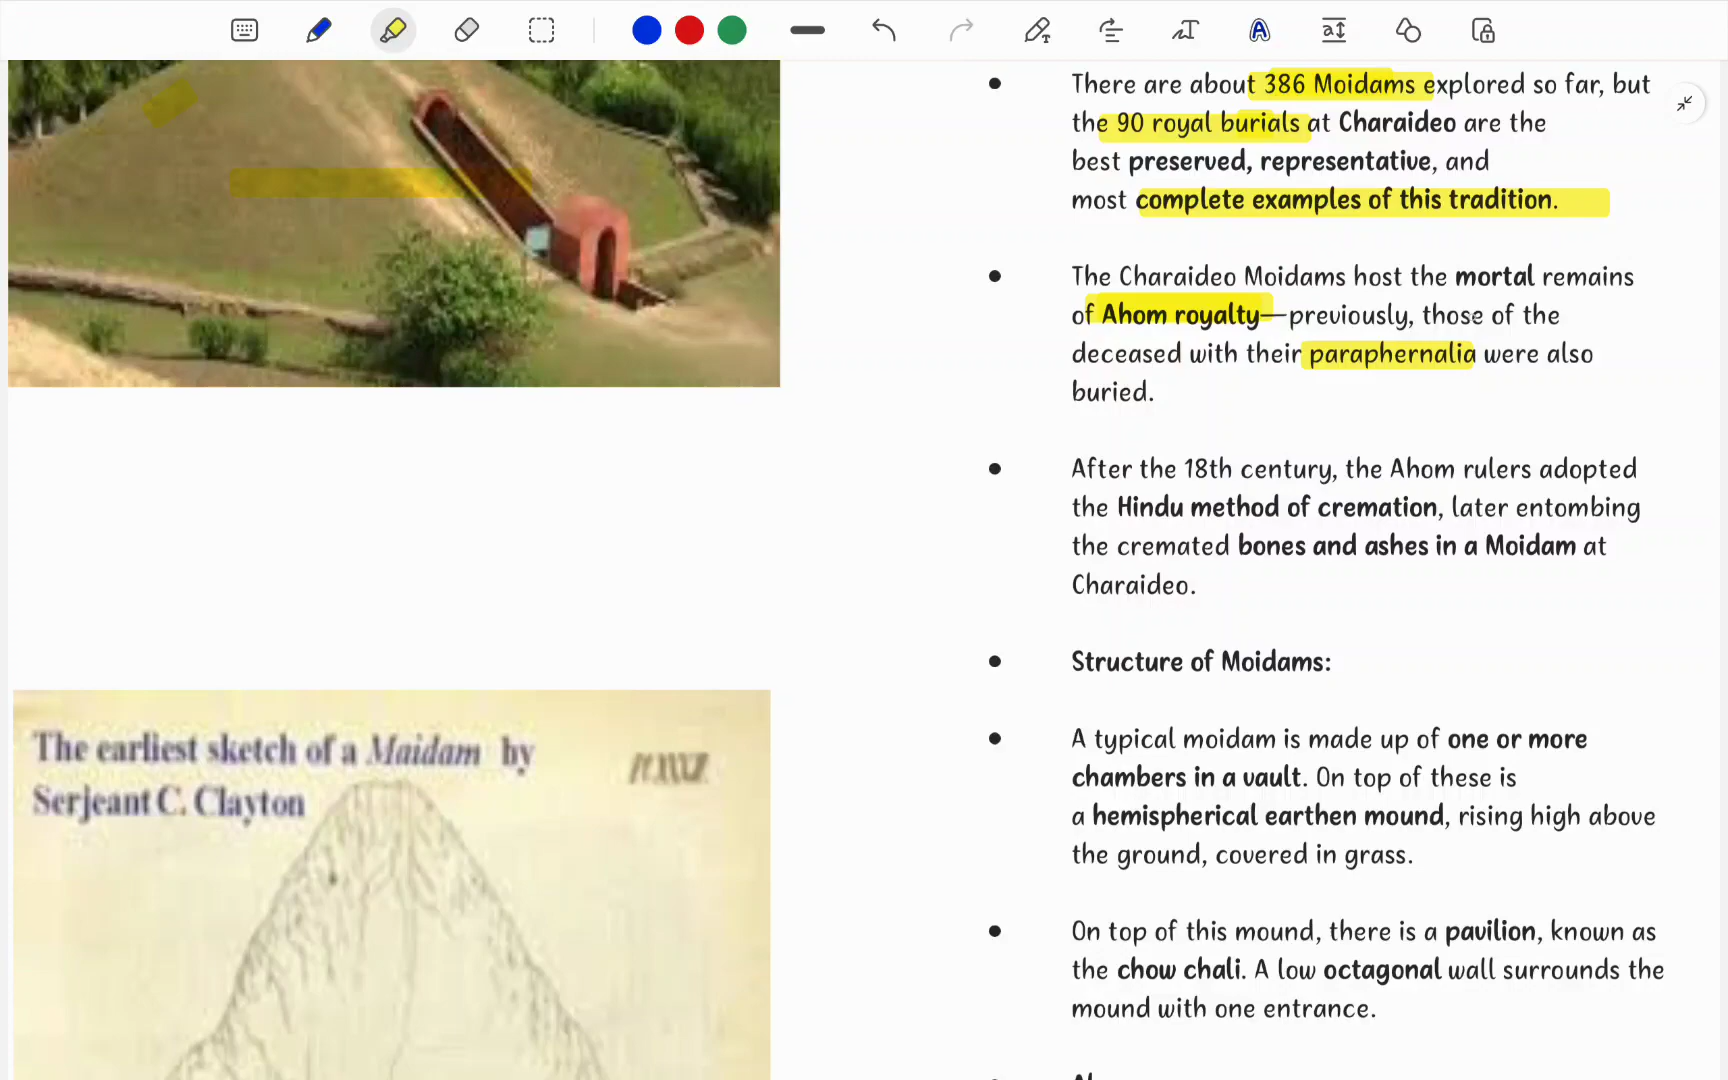 There are about 386 Moidams explored so far, but
the 90 royal burials at Charaideo are the
best preserved, representative, and
most complete examples of this tradition.
The Charaideo Moidams host the mortal remains
of Ahom royalty—previously, those of the
deceased with their paraphernalia were also
buried.
After the 18th century, the Ahom rulers adopted
the Hindu method of cremation, later entombing
the cremated bones and ashes in a Moidam at
Charaideo.
Structure of Moidams:
A typical moidam is made up of one or more
chambers in a vault. On top of these is
a hemispherical earthen mound, rising high above
the ground, covered in grass.
On top of this mound, there is a pavilion, known as
the chow chali. A low octagonal wall surrounds the
mound with one entrance.
The earliest sketch of a Maidam by
Serjeant C. Clayton